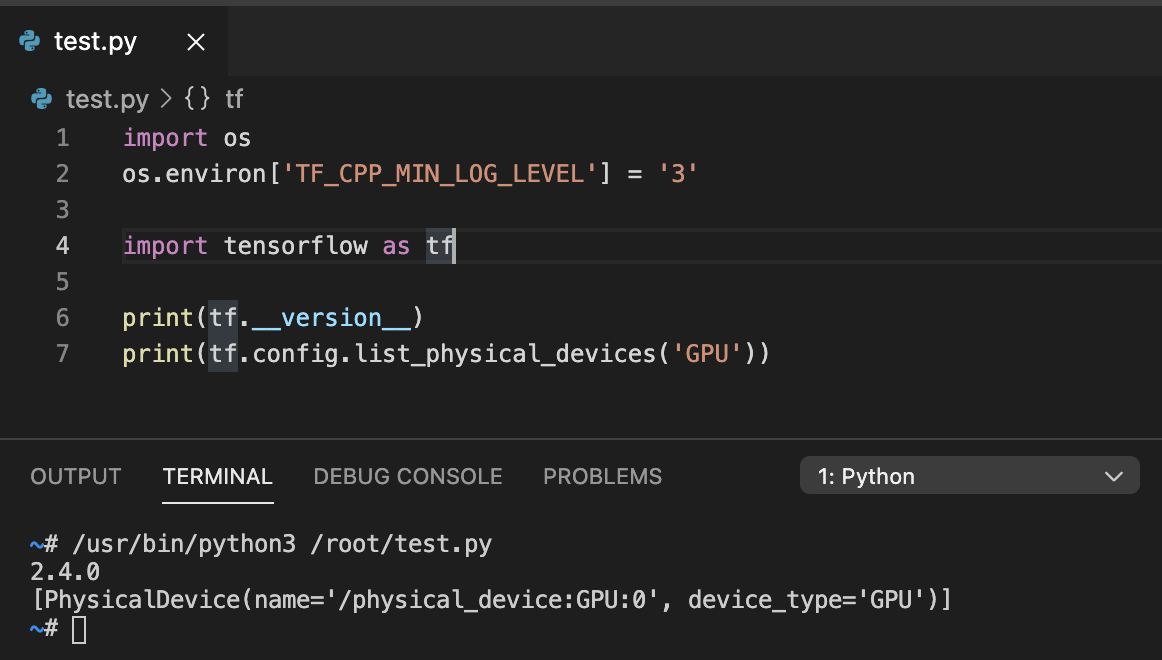 test.py
test.py > {} tf
1 import os
2 os.environ['TF_CPP_MIN_LOG_LEVEL'] = '3'
3
4 import tensorflow as tf
5
6 print(tf.__version__)
7 print(tf.config.list_physical_devices('GPU'))
OUTPUT TERMINAL DEBUG CONSOLE PROBLEMS 1: Python
~# /usr/bin/python3 /root/test.py
2.4.0
[PhysicalDevice(name='/physical_device:GPU:0', device_type='GPU')]
~#